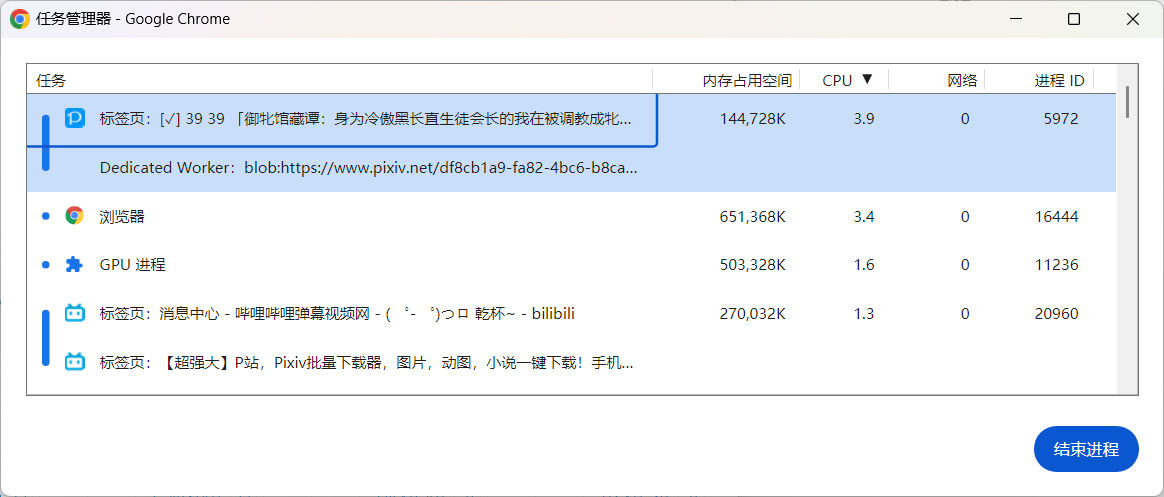 任务管理器 - Google Chrome
任务 内存占用空间 CPU ▼ 网络 进程 ID
标签页：[✓] 39 39 「御牝馆藏谭：身为冷傲黑长直生徒会长的我在被调教成牝... 144,728K 3.9 0 5972
Dedicated Worker：blob:https://www.pixiv.net/df8cb1a9-fa82-4bc6-b8ca...
浏览器 651,368K 3.4 0 16444
GPU 进程 503,328K 1.6 0 11236
标签页：消息中心 - 哔哩哔哩弹幕视频网 - ( ゜- ゜)つロ 乾杯~ - bilibili 270,032K 1.3 0 20960
标签页：【超强大】P站，Pixiv批量下载器，图片，动图，小说一键下载！手机...
结束进程